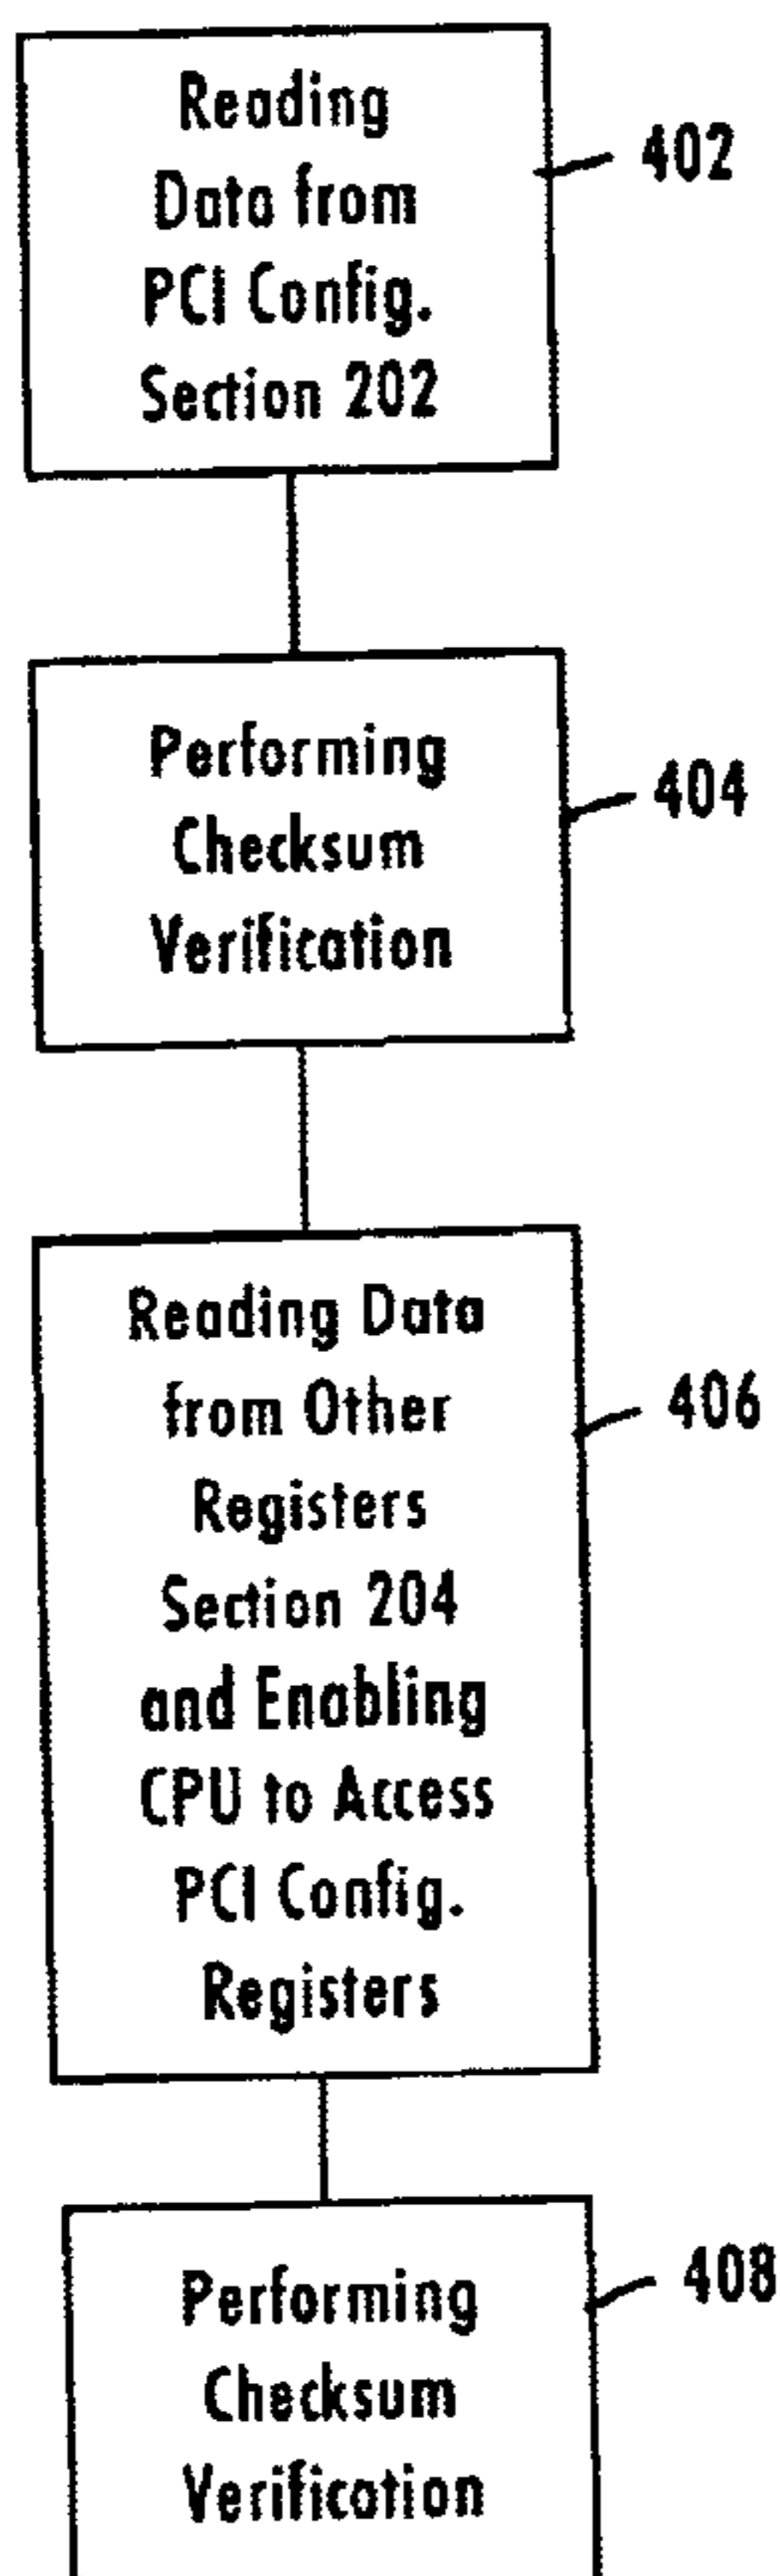 Reading
Data from
PCI Config.
Section 202
402
Performing
Checksum
Verification
404
Reading Data
from Other
Registers
Section 204
and Enabling
CPU to Access
PCI Config.
Registers
406
Performing
Checksum
Verification
408